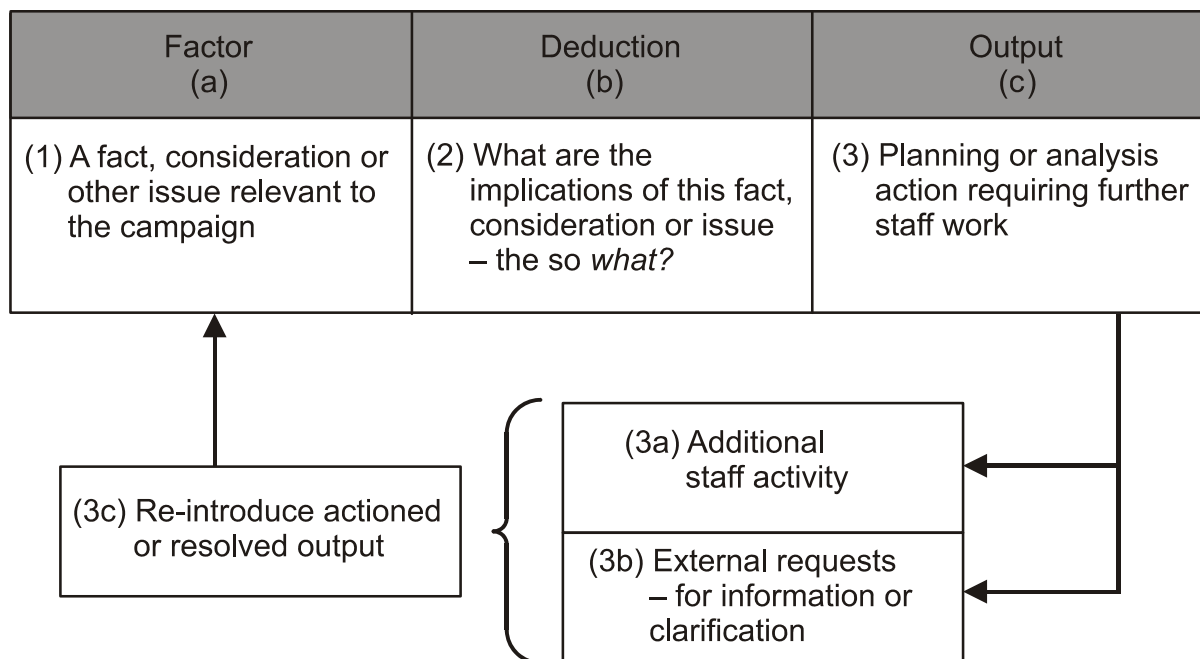 Factor
(a)
Deduction
(b)
Output
(c)
(1) A fact, consideration or
other issue relevant to
the campaign
(2) What are the
implications of this fact,
consideration or issue
– the so what?
(3) Planning or analysis
action requiring further
staff work
(3a) Additional
staff activity
(3b) External requests
– for information or
clarification
(3c) Re-introduce actioned
or resolved output